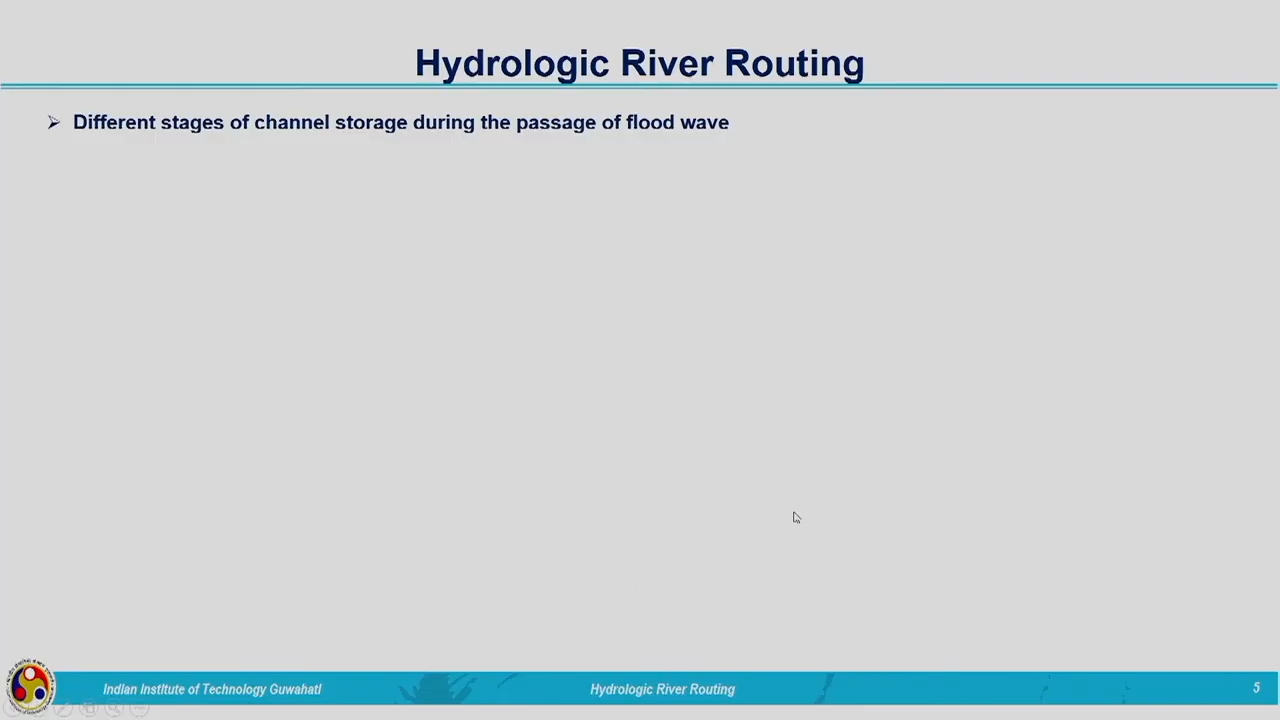 Hydrologic River Routing
Different stages of channel storage during the passage of flood wave
Indian Institute of Technology Guwahati
Hydrologic River Routing
5